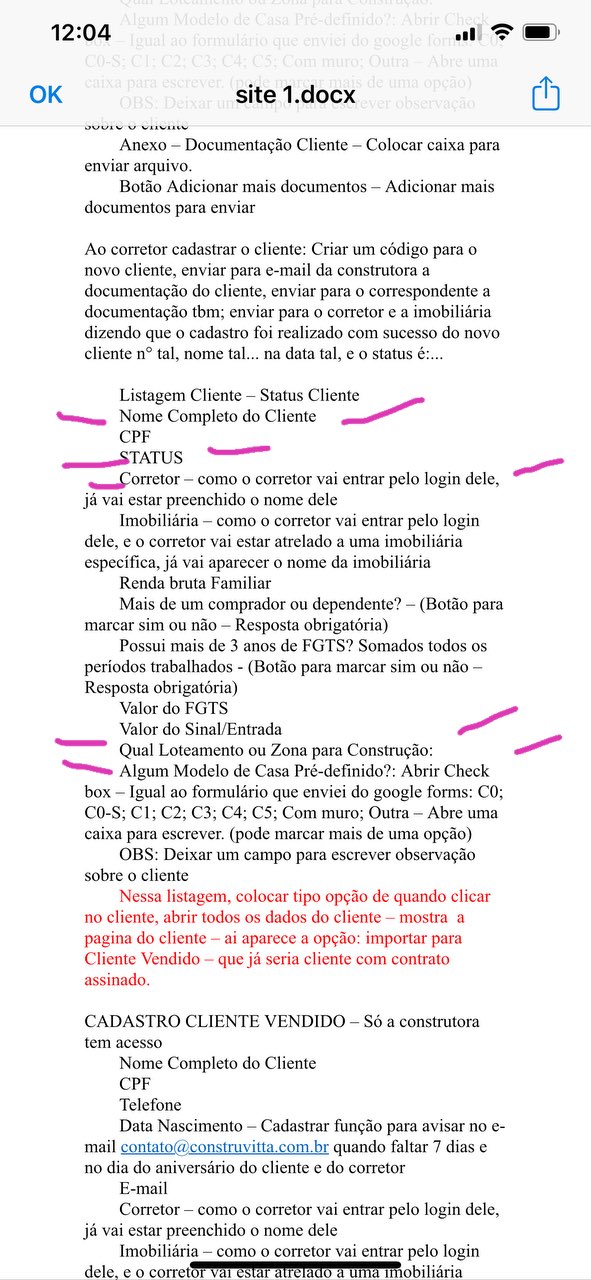 Qual Loteamento ou Zona para Construção:
12:04
Algum Modelo de Casa Pré-definido?: Abrir Check
box – Igual ao formulário que enviei do google forms: C0;
C0-S; C1; C2; C3; C4; C5; Com muro; Outra – Abre uma
caixa para escrever. (pode marcar mais de uma opção)
OK
site 1.docx
OBS: Deixar um campo para escrever observação
sobre o cliente
Anexo – Documentação Cliente – Colocar caixa para
enviar arquivo.
Botão Adicionar mais documentos – Adicionar mais
documentos para enviar
Ao corretor cadastrar o cliente: Criar um código para o
novo cliente, enviar para e-mail da construtora a
documentação do cliente, enviar para o correspondente a
documentação tbm; enviar para o corretor e a imobiliária
dizendo que o cadastro foi realizado com sucesso do novo
cliente n° tal, nome tal... na data tal, e o status é:...
Listagem Cliente – Status Cliente
Nome Completo do Cliente
CPF
STATUS
Corretor – como o corretor vai entrar pelo login dele,
já vai estar preenchido o nome dele
Imobiliária – como o corretor vai entrar pelo login
dele, e o corretor vai estar atrelado a uma imobiliária
específica, já vai aparecer o nome da imobiliária
Renda bruta Familiar
Mais de um comprador ou dependente? – (Botão para
marcar sim ou não – Resposta obrigatória)
Possui mais de 3 anos de FGTS? Somados todos os
períodos trabalhados - (Botão para marcar sim ou não –
Resposta obrigatória)
Valor do FGTS
Valor do Sinal/Entrada
Qual Loteamento ou Zona para Construção:
Algum Modelo de Casa Pré-definido?: Abrir Check
box – Igual ao formulário que enviei do google forms: C0;
C0-S; C1; C2; C3; C4; C5; Com muro; Outra – Abre uma
caixa para escrever. (pode marcar mais de uma opção)
OBS: Deixar um campo para escrever observação
sobre o cliente
Nessa listagem, colocar tipo opção de quando clicar
no cliente, abrir todos os dados do cliente – mostra a
pagina do cliente – ai aparece a opção: importar para
Cliente Vendido – que já seria cliente com contrato
assinado.
CADASTRO CLIENTE VENDIDO – Só a construtora
tem acesso
Nome Completo do Cliente
CPF
Telefone
Data Nascimento – Cadastrar função para avisar no e-
mail contato@construvitta.com.br quando faltar 7 dias e
no dia do aniversário do cliente e do corretor
E-mail
Corretor – como o corretor vai entrar pelo login dele,
já vai estar preenchido o nome dele
Imobiliária – como o corretor vai entrar pelo login
dele, e o corretor vai estar atrelado a uma imobiliária